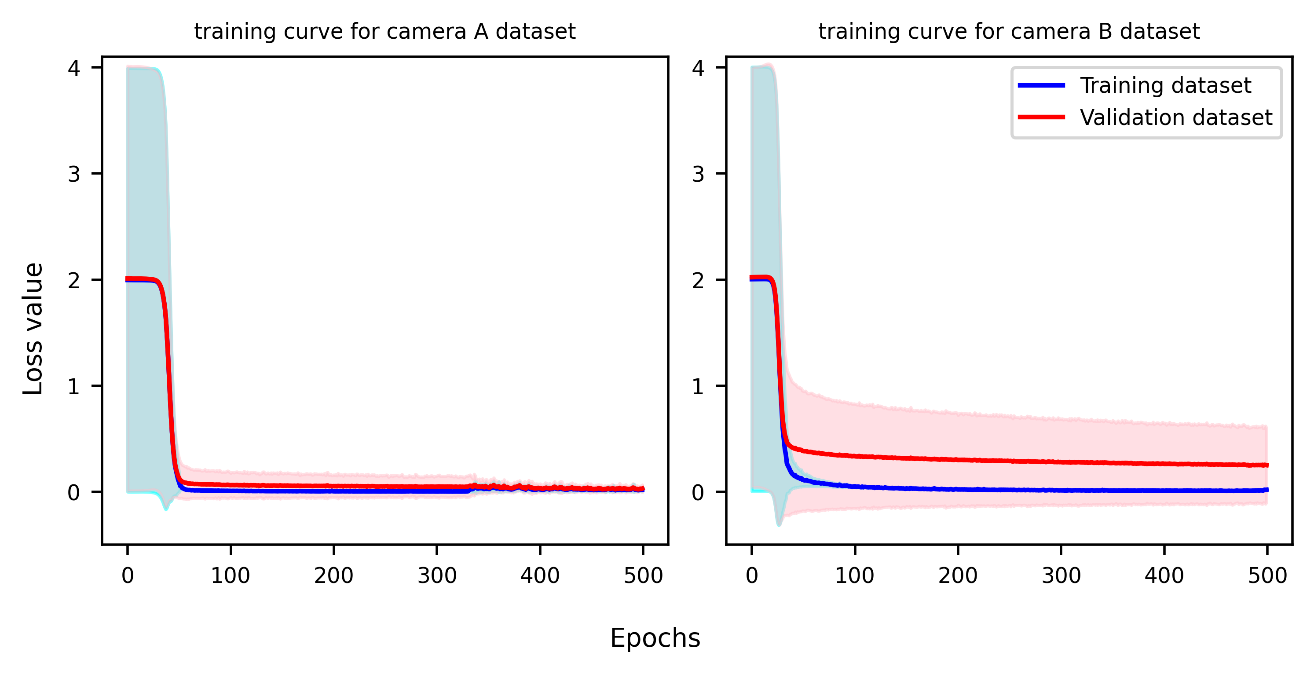 training curve for camera A dataset
4
3
2
1
0
0 100 200 300 400 500
Loss value
training curve for camera B dataset
Training dataset
Validation dataset
4
3
2
1
0
0 100 200 300 400 500
Epochs